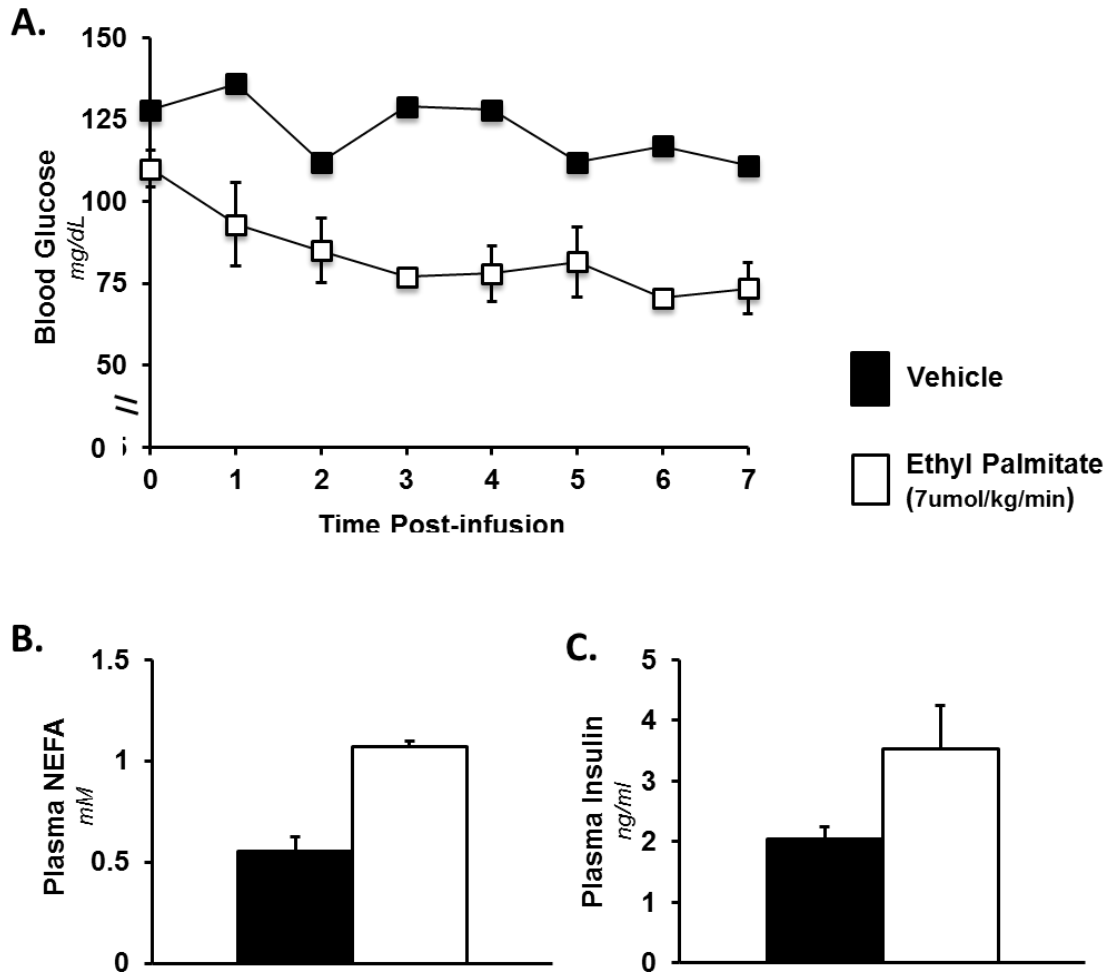 A.
Blood Glucose
mg/dL
150
125
100
75
50
//
0
0 1 2 3 4 5 6 7
Time Post-infusion
Vehicle
Ethyl Palmitate
(7umol/kg/min)
B.
Plasma NEFA
mM
1.5
1
0.5
0
C.
Plasma Insulin
ng/ml
5
4
3
2
1
0